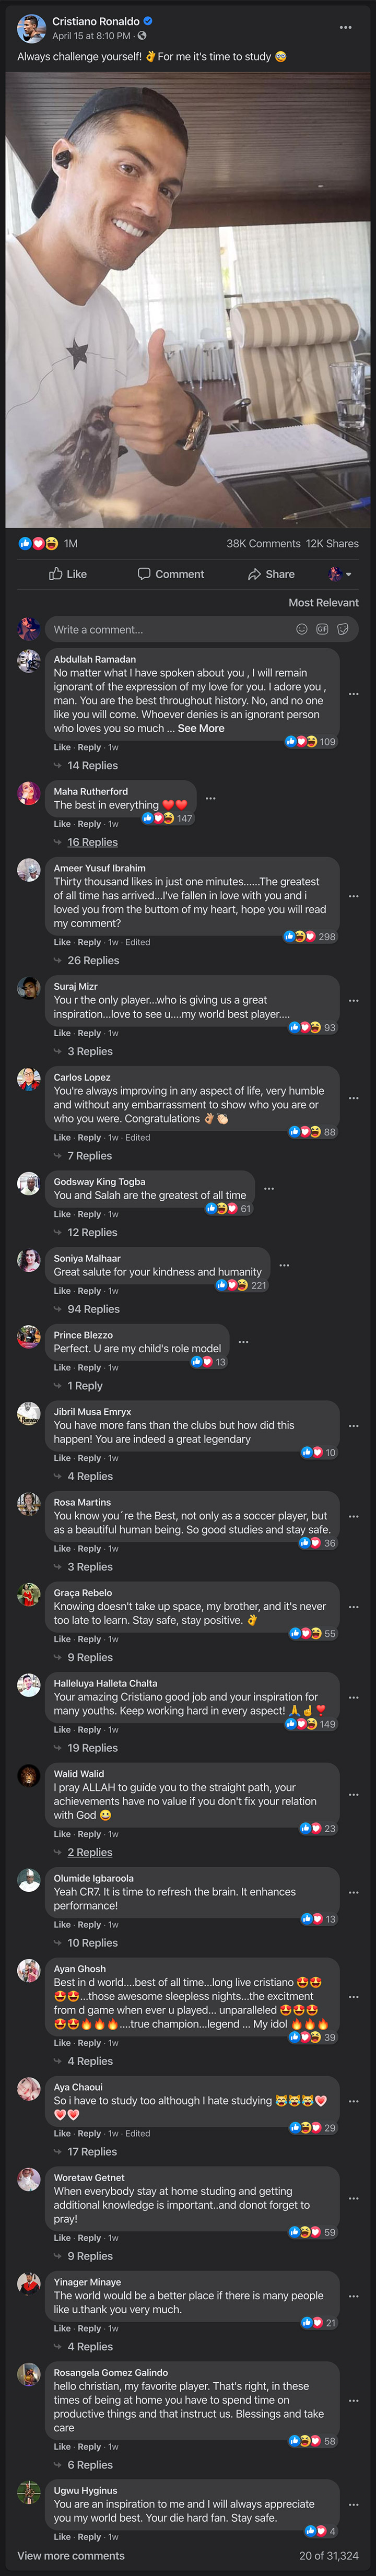 Cristiano Ronaldo
April 15 at 8:10 PM ·
Always challenge yourself! 👌 For me it's time to study 🤓
1M
38K Comments 12K Shares
Like
Comment
Share
Most Relevant
Write a comment...
GIF
Abdullah Ramadan
No matter what I have spoken about you , I will remain
ignorant of the expression of my love for you. I adore you ,
man. You are the best throughout history. No, and no one
like you will come. Whoever denies is an ignorant person
who loves you so much ... See More
109
Like · Reply · 1w
14 Replies
Maha Rutherford
The best in everything ❤️❤️
147
Like · Reply · 1w
16 Replies
Ameer Yusuf Ibrahim
Thirty thousand likes in just one minutes......The greatest
of all time has arrived...I've fallen in love with you and i
loved you from the buttom of my heart, hope you will read
my comment?
298
Like · Reply · 1w · Edited
26 Replies
Suraj Mizr
You r the only player...who is giving us a great
inspiration...love to see u....my world best player....
93
Like · Reply · 1w
3 Replies
Carlos Lopez
You're always improving in any aspect of life, very humble
and without any embarrassment to show who you are or
who you were. Congratulations 👌🏼👏🏻
88
Like · Reply · 1w · Edited
7 Replies
Godsway King Togba
You and Salah are the greatest of all time
61
Like · Reply · 1w
12 Replies
Soniya Malhaar
Great salute for your kindness and humanity
221
Like · Reply · 1w
94 Replies
Prince Blezzo
Perfect. U are my child's role model
13
Like · Reply · 1w
1 Reply
Jibril Musa Emryx
You have more fans than the clubs but how did this
happen! You are indeed a great legendary
10
Like · Reply · 1w
4 Replies
Rosa Martins
You know you´re the Best, not only as a soccer player, but
as a beautiful human being. So good studies and stay safe.
36
Like · Reply · 1w
3 Replies
Graça Rebelo
Knowing doesn't take up space, my brother, and it's never
too late to learn. Stay safe, stay positive. 👌
55
Like · Reply · 1w
9 Replies
Halleluya Halleta Chalta
Your amazing Cristiano good job and your inspiration for
many youths. Keep working hard in every aspect! 🙏☝️❣️
149
Like · Reply · 1w
19 Replies
Walid Walid
I pray ALLAH to guide you to the straight path, your
achievements have no value if you don't fix your relation
with God 😀
23
Like · Reply · 1w
2 Replies
Olumide Igbaroola
Yeah CR7. It is time to refresh the brain. It enhances
performance!
13
Like · Reply · 1w
10 Replies
Ayan Ghosh
Best in d world....best of all time...long live cristiano 🤩🤩
🤩🤩...those awesome sleepless nights...the excitment
from d game when ever u played... unparalleled 🤩🤩🤩
🤩🤩🔥🔥🔥....true champion...legend ... My idol 🔥🔥🔥
39
Like · Reply · 1w
4 Replies
Aya Chaoui
So i have to study too although I hate studying 😹😹😹💓
💓💓
29
Like · Reply · 1w · Edited
17 Replies
Woretaw Getnet
When everybody stay at home studing and getting
additional knowledge is important..and donot forget to
pray!
59
Like · Reply · 1w
9 Replies
Yinager Minaye
The world would be a better place if there is many people
like u.thank you very much.
21
Like · Reply · 1w
4 Replies
Rosangela Gomez Galindo
hello christian, my favorite player. That's right, in these
times of being at home you have to spend time on
productive things and that instruct us. Blessings and take
care
58
Like · Reply · 1w
6 Replies
Ugwu Hyginus
You are an inspiration to me and I will always appreciate
you my world best. Your die hard fan. Stay safe.
4
Like · Reply · 1w
View more comments
20 of 31,324